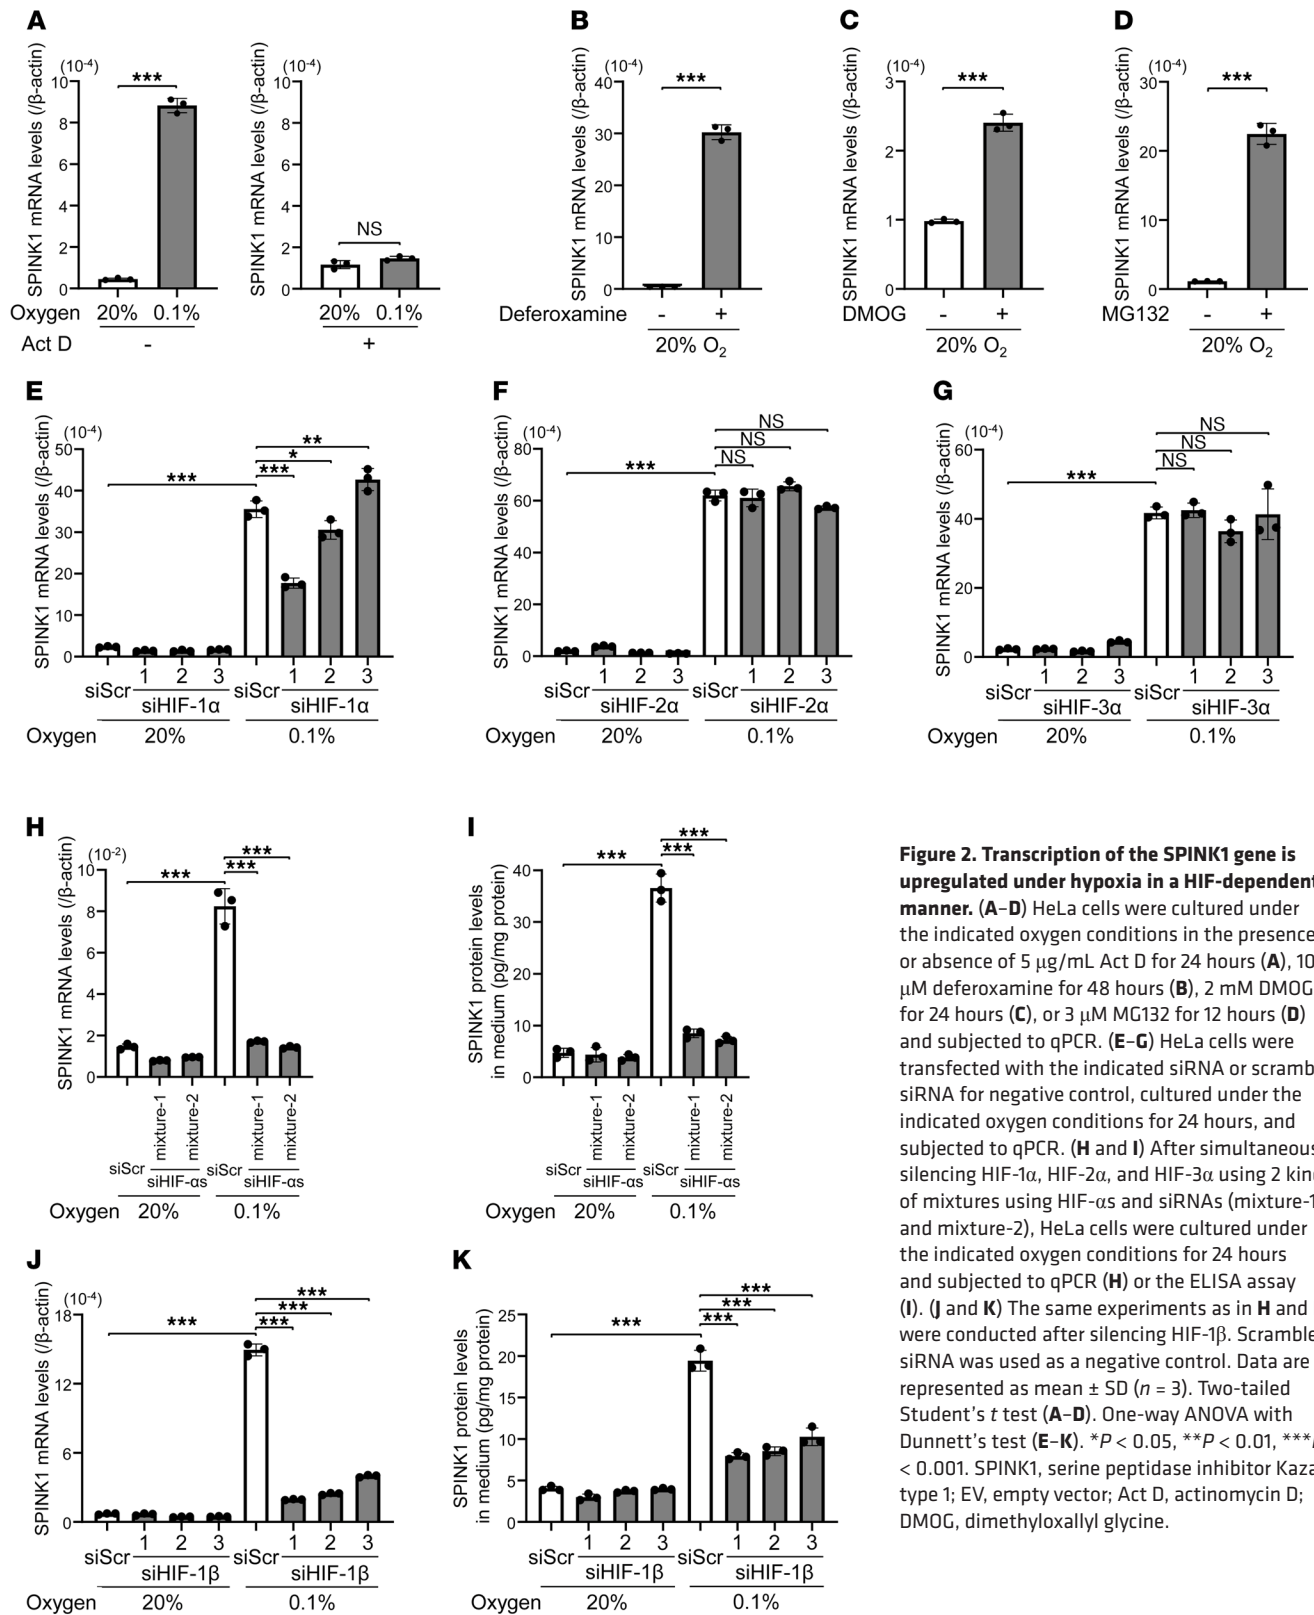 A
B
C
D
SPINK1 mRNA levels (/β-actin)
(10-4)
10
8
6
4
2
0
***
Oxygen 20% 0.1%
Act D -
SPINK1 mRNA levels (/β-actin)
(10-4)
10
8
6
4
2
0
NS
20% 0.1%
+
SPINK1 mRNA levels (/β-actin)
(10-4)
40
30
20
10
0
***
Deferoxamine - +
20% O2
SPINK1 mRNA levels (/β-actin)
(10-4)
3
2
1
0
***
DMOG - +
20% O2
SPINK1 mRNA levels (/β-actin)
(10-4)
30
20
10
0
***
MG132 - +
20% O2
E
SPINK1 mRNA levels (/β-actin)
(10-4)
50
40
30
20
10
0
***
***
*
**
siScr 1 2 3 siScr 1 2 3
siHIF-1α siHIF-1α
Oxygen 20% 0.1%
F
SPINK1 mRNA levels (/β-actin)
(10-4)
80
60
40
20
0
***
NS
NS
NS
siScr 1 2 3 siScr 1 2 3
siHIF-2α siHIF-2α
Oxygen 20% 0.1%
G
SPINK1 mRNA levels (/β-actin)
(10-4)
60
40
20
0
***
NS
NS
NS
siScr 1 2 3 siScr 1 2 3
siHIF-3α siHIF-3α
Oxygen 20% 0.1%
H
SPINK1 mRNA levels (/β-actin)
(10-2)
10
8
6
4
2
0
***
***
***
siScr mixture-1 mixture-2 siScr mixture-1 mixture-2
siHIF-αs siHIF-αs
Oxygen 20% 0.1%
I
SPINK1 protein levels
in medium (pg/mg protein)
40
30
20
10
0
***
***
***
siScr mixture-1 mixture-2 siScr mixture-1 mixture-2
siHIF-αs siHIF-αs
Oxygen 20% 0.1%
J
SPINK1 mRNA levels (/β-actin)
(10-4)
18
12
6
0
***
***
***
***
siScr 1 2 3 siScr 1 2 3
siHIF-1β siHIF-1β
Oxygen 20% 0.1%
K
SPINK1 protein levels
in medium (pg/mg protein)
25
20
15
10
5
0
***
***
***
***
siScr 1 2 3 siScr 1 2 3
siHIF-1β siHIF-1β
Oxygen 20% 0.1%
Figure 2. Transcription of the SPINK1 gene is
upregulated under hypoxia in a HIF-dependent
manner. (A–D) HeLa cells were cultured under
the indicated oxygen conditions in the presence
or absence of 5 μg/mL Act D for 24 hours (A), 10
μM deferoxamine for 48 hours (B), 2 mM DMOG
for 24 hours (C), or 3 μM MG132 for 12 hours (D)
and subjected to qPCR. (E–G) HeLa cells were
transfected with the indicated siRNA or scramb
siRNA for negative control, cultured under the
indicated oxygen conditions for 24 hours, and
subjected to qPCR. (H and I) After simultaneous
silencing HIF-1α, HIF-2α, and HIF-3α using 2 kin
of mixtures using HIF-αs and siRNAs (mixture-1
and mixture-2), HeLa cells were cultured under
the indicated oxygen conditions for 24 hours
and subjected to qPCR (H) or the ELISA assay
(I). (J and K) The same experiments as in H and
were conducted after silencing HIF-1β. Scramble
siRNA was used as a negative control. Data are
represented as mean ± SD (n = 3). Two-tailed
Student's t test (A–D). One-way ANOVA with
Dunnett's test (E–K). *P < 0.05, **P < 0.01, ***
< 0.001. SPINK1, serine peptidase inhibitor Kaza
type 1; EV, empty vector; Act D, actinomycin D;
DMOG, dimethyloxallyl glycine.